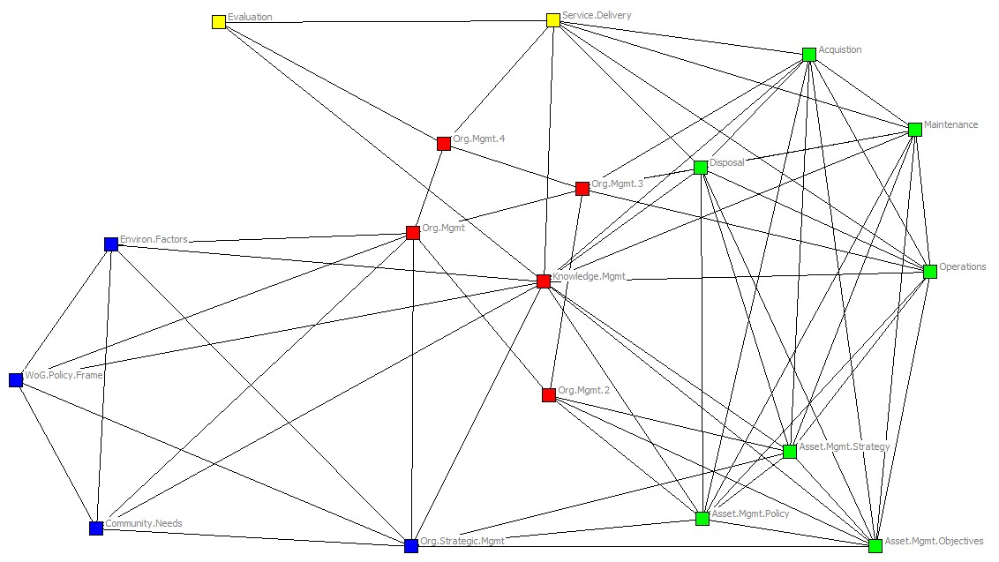 Evaluation
Service.Delivery
Acquistion
Maintenance
Org.Mgmt.4
Disposal
Org.Mgmt.3
Org.Mgmt
Environ.Factors
Operations
Knowledge.Mgmt
WoG.Policy.Frame
Org.Mgmt.2
Asset.Mgmt.Strategy
Asset.Mgmt.Policy
Community.Needs
Org.Strategic.Mgmt
Asset.Mgmt.Objectives